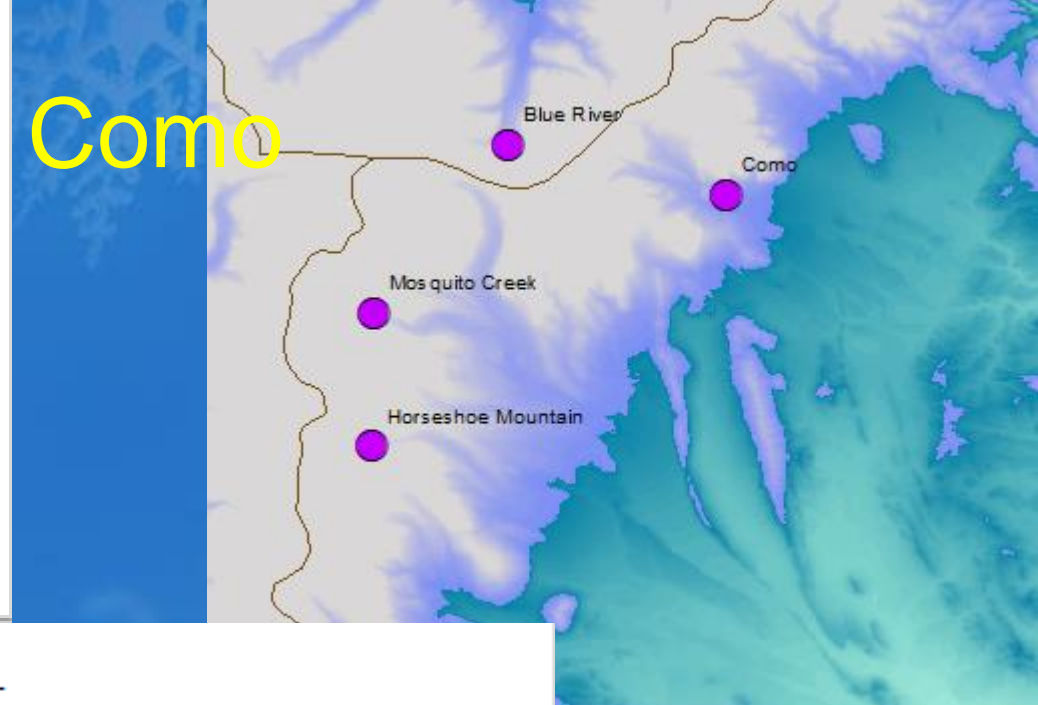 Como
Blue River
Como
Mosquito Creek
Horseshoe Mountain